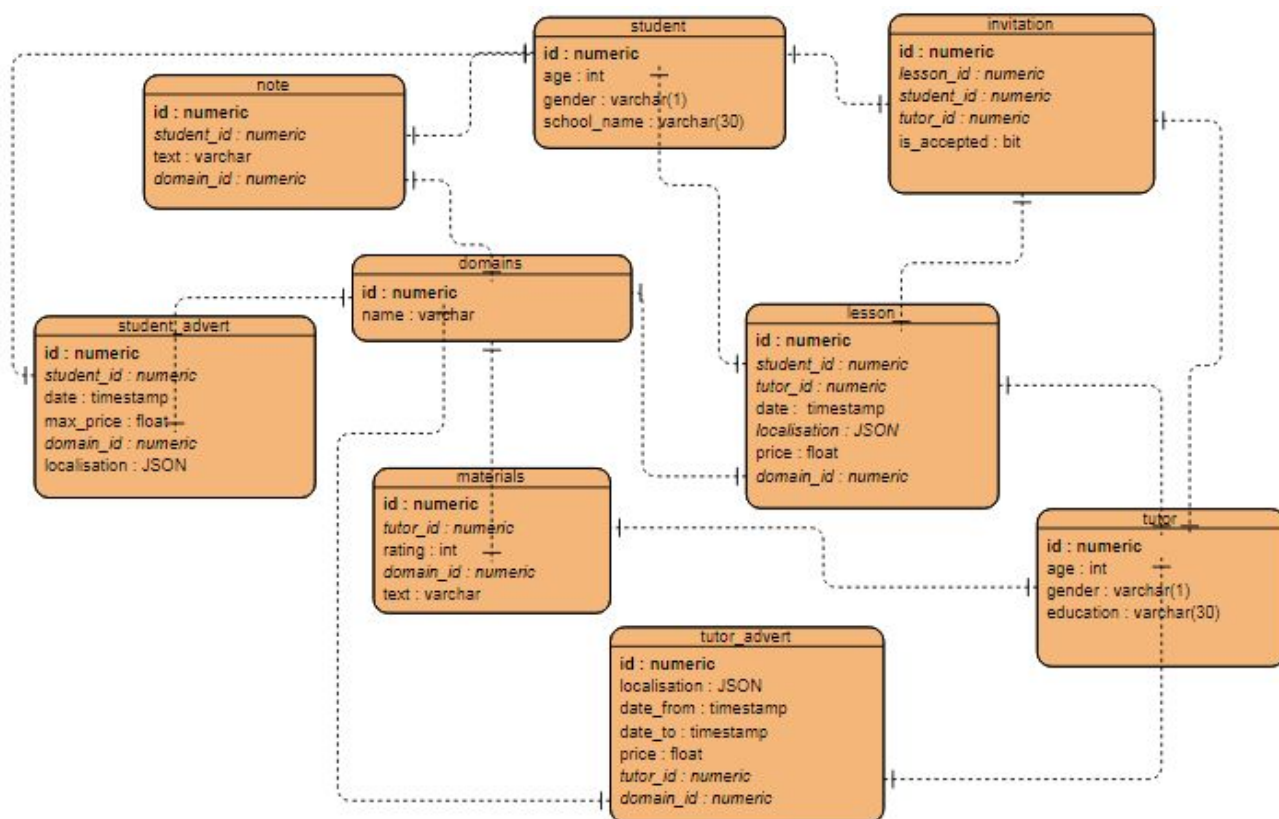 student
id : numeric
age : int
gender : varchar(1)
school_name : varchar(30)
invitation
id : numeric
lesson_id : numeric
student_id : numeric
tutor_id : numeric
is_accepted : bit
note
id : numeric
student_id : numeric
text : varchar
domain_id : numeric
domains
id : numeric
name : varchar
student_advert
id : numeric
student_id : numeric
date : timestamp
max_price : float
domain_id : numeric
localisation : JSON
lesson
id : numeric
student_id : numeric
tutor_id : numeric
date : timestamp
localisation : JSON
price : float
domain_id : numeric
materials
id : numeric
tutor_id : numeric
rating : int
domain_id : numeric
text : varchar
tutor
id : numeric
age : int
gender : varchar(1)
education : varchar(30)
tutor_advert
id : numeric
localisation : JSON
date_from : timestamp
date_to : timestamp
price : float
tutor_id : numeric
domain_id : numeric